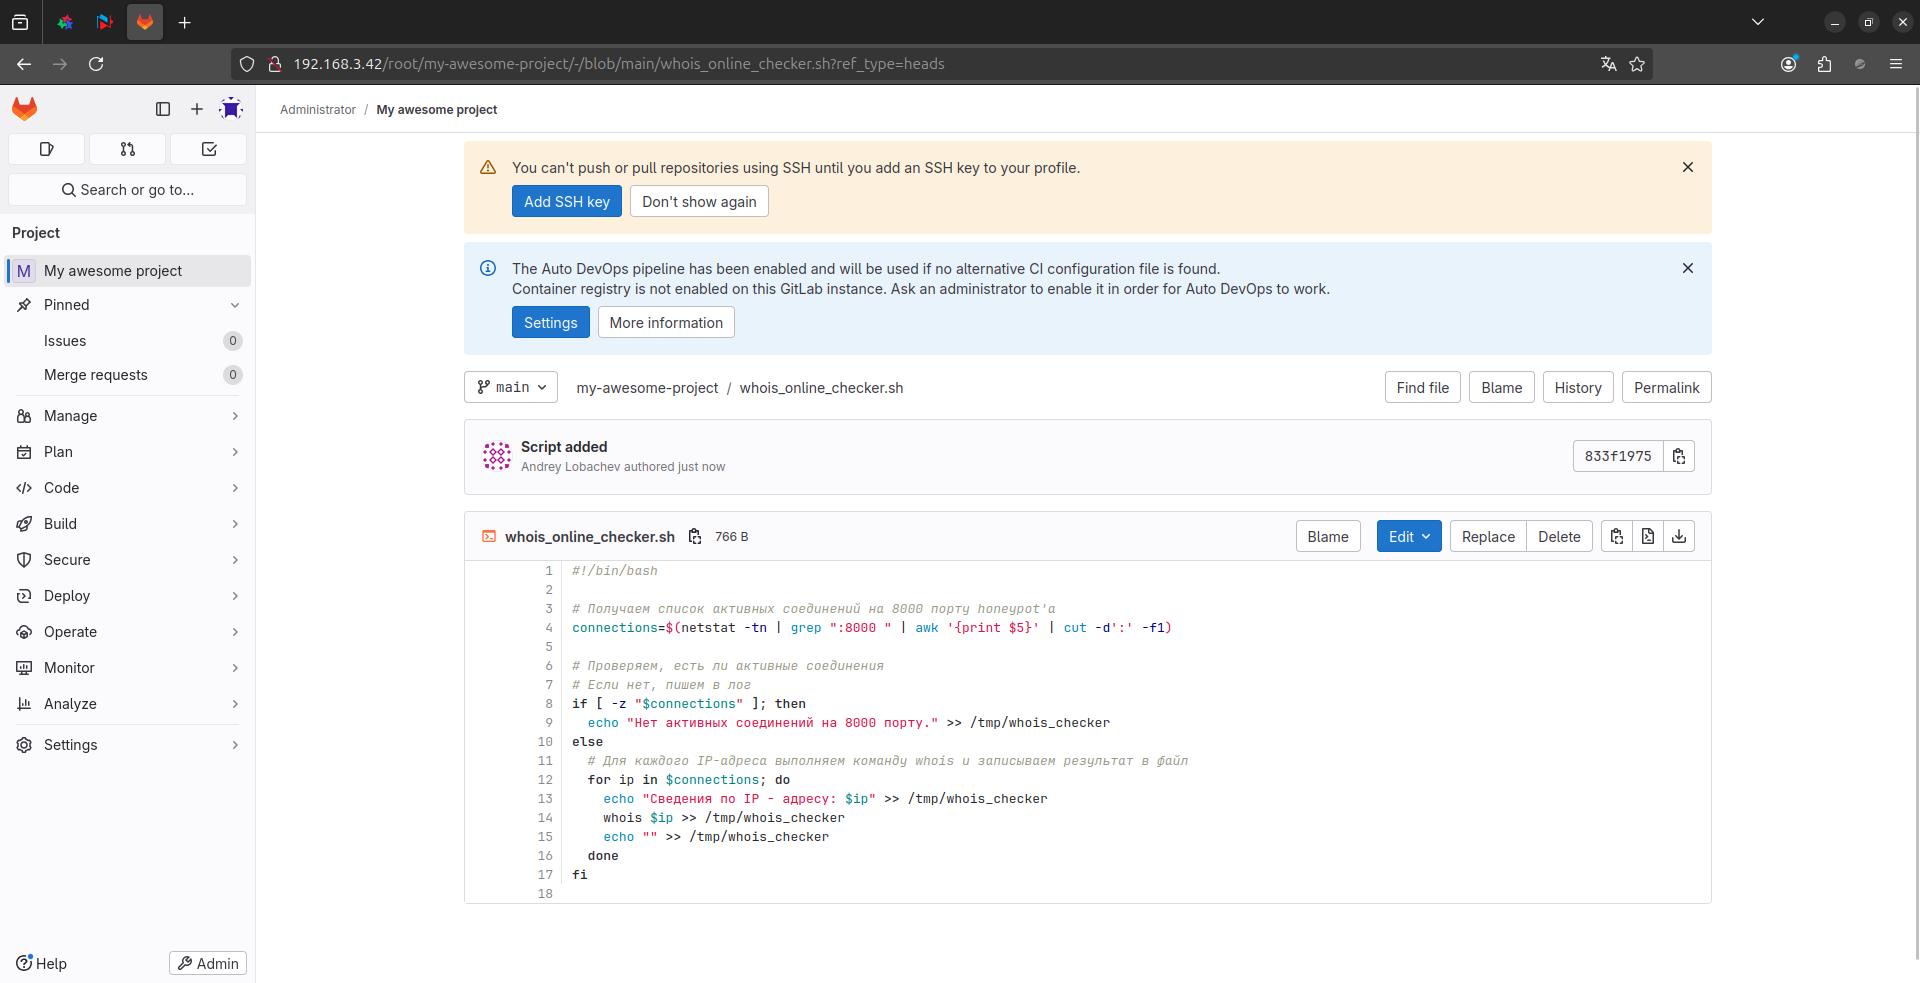 192.168.3.42/root/my-awesome-project/-/blob/main/whois_online_checker.sh?ref_type=heads
Administrator / My awesome project
Search or go to...
Project
M My awesome project
Pinned
Issues 0
Merge requests 0
Manage
Plan
Code
Build
Secure
Deploy
Operate
Monitor
Analyze
Settings
Help
Admin
You can't push or pull repositories using SSH until you add an SSH key to your profile.
Add SSH key Don't show again
The Auto DevOps pipeline has been enabled and will be used if no alternative CI configuration file is found.
Container registry is not enabled on this GitLab instance. Ask an administrator to enable it in order for Auto DevOps to work.
Settings More information
main my-awesome-project / whois_online_checker.sh Find file Blame History Permalink
Script added
Andrey Lobachev authored just now
833f1975
whois_online_checker.sh 766 B Blame Edit Replace Delete
1 #!/bin/bash
2
3 # Получаем список активных соединений на 8000 порту honeypot'а
4 connections=$(netstat -tn | grep ":8000 " | awk '{print $5}' | cut -d':' -f1)
5
6 # Проверяем, есть ли активные соединения
7 # Если нет, пишем в лог
8 if [ -z "$connections" ]; then
9 echo "Нет активных соединений на 8000 порту." >> /tmp/whois_checker
10 else
11 # Для каждого IP-адреса выполняем команду whois и записываем результат в файл
12 for ip in $connections; do
13 echo "Сведения по IP - адресу: $ip" >> /tmp/whois_checker
14 whois $ip >> /tmp/whois_checker
15 echo "" >> /tmp/whois_checker
16 done
17 fi
18